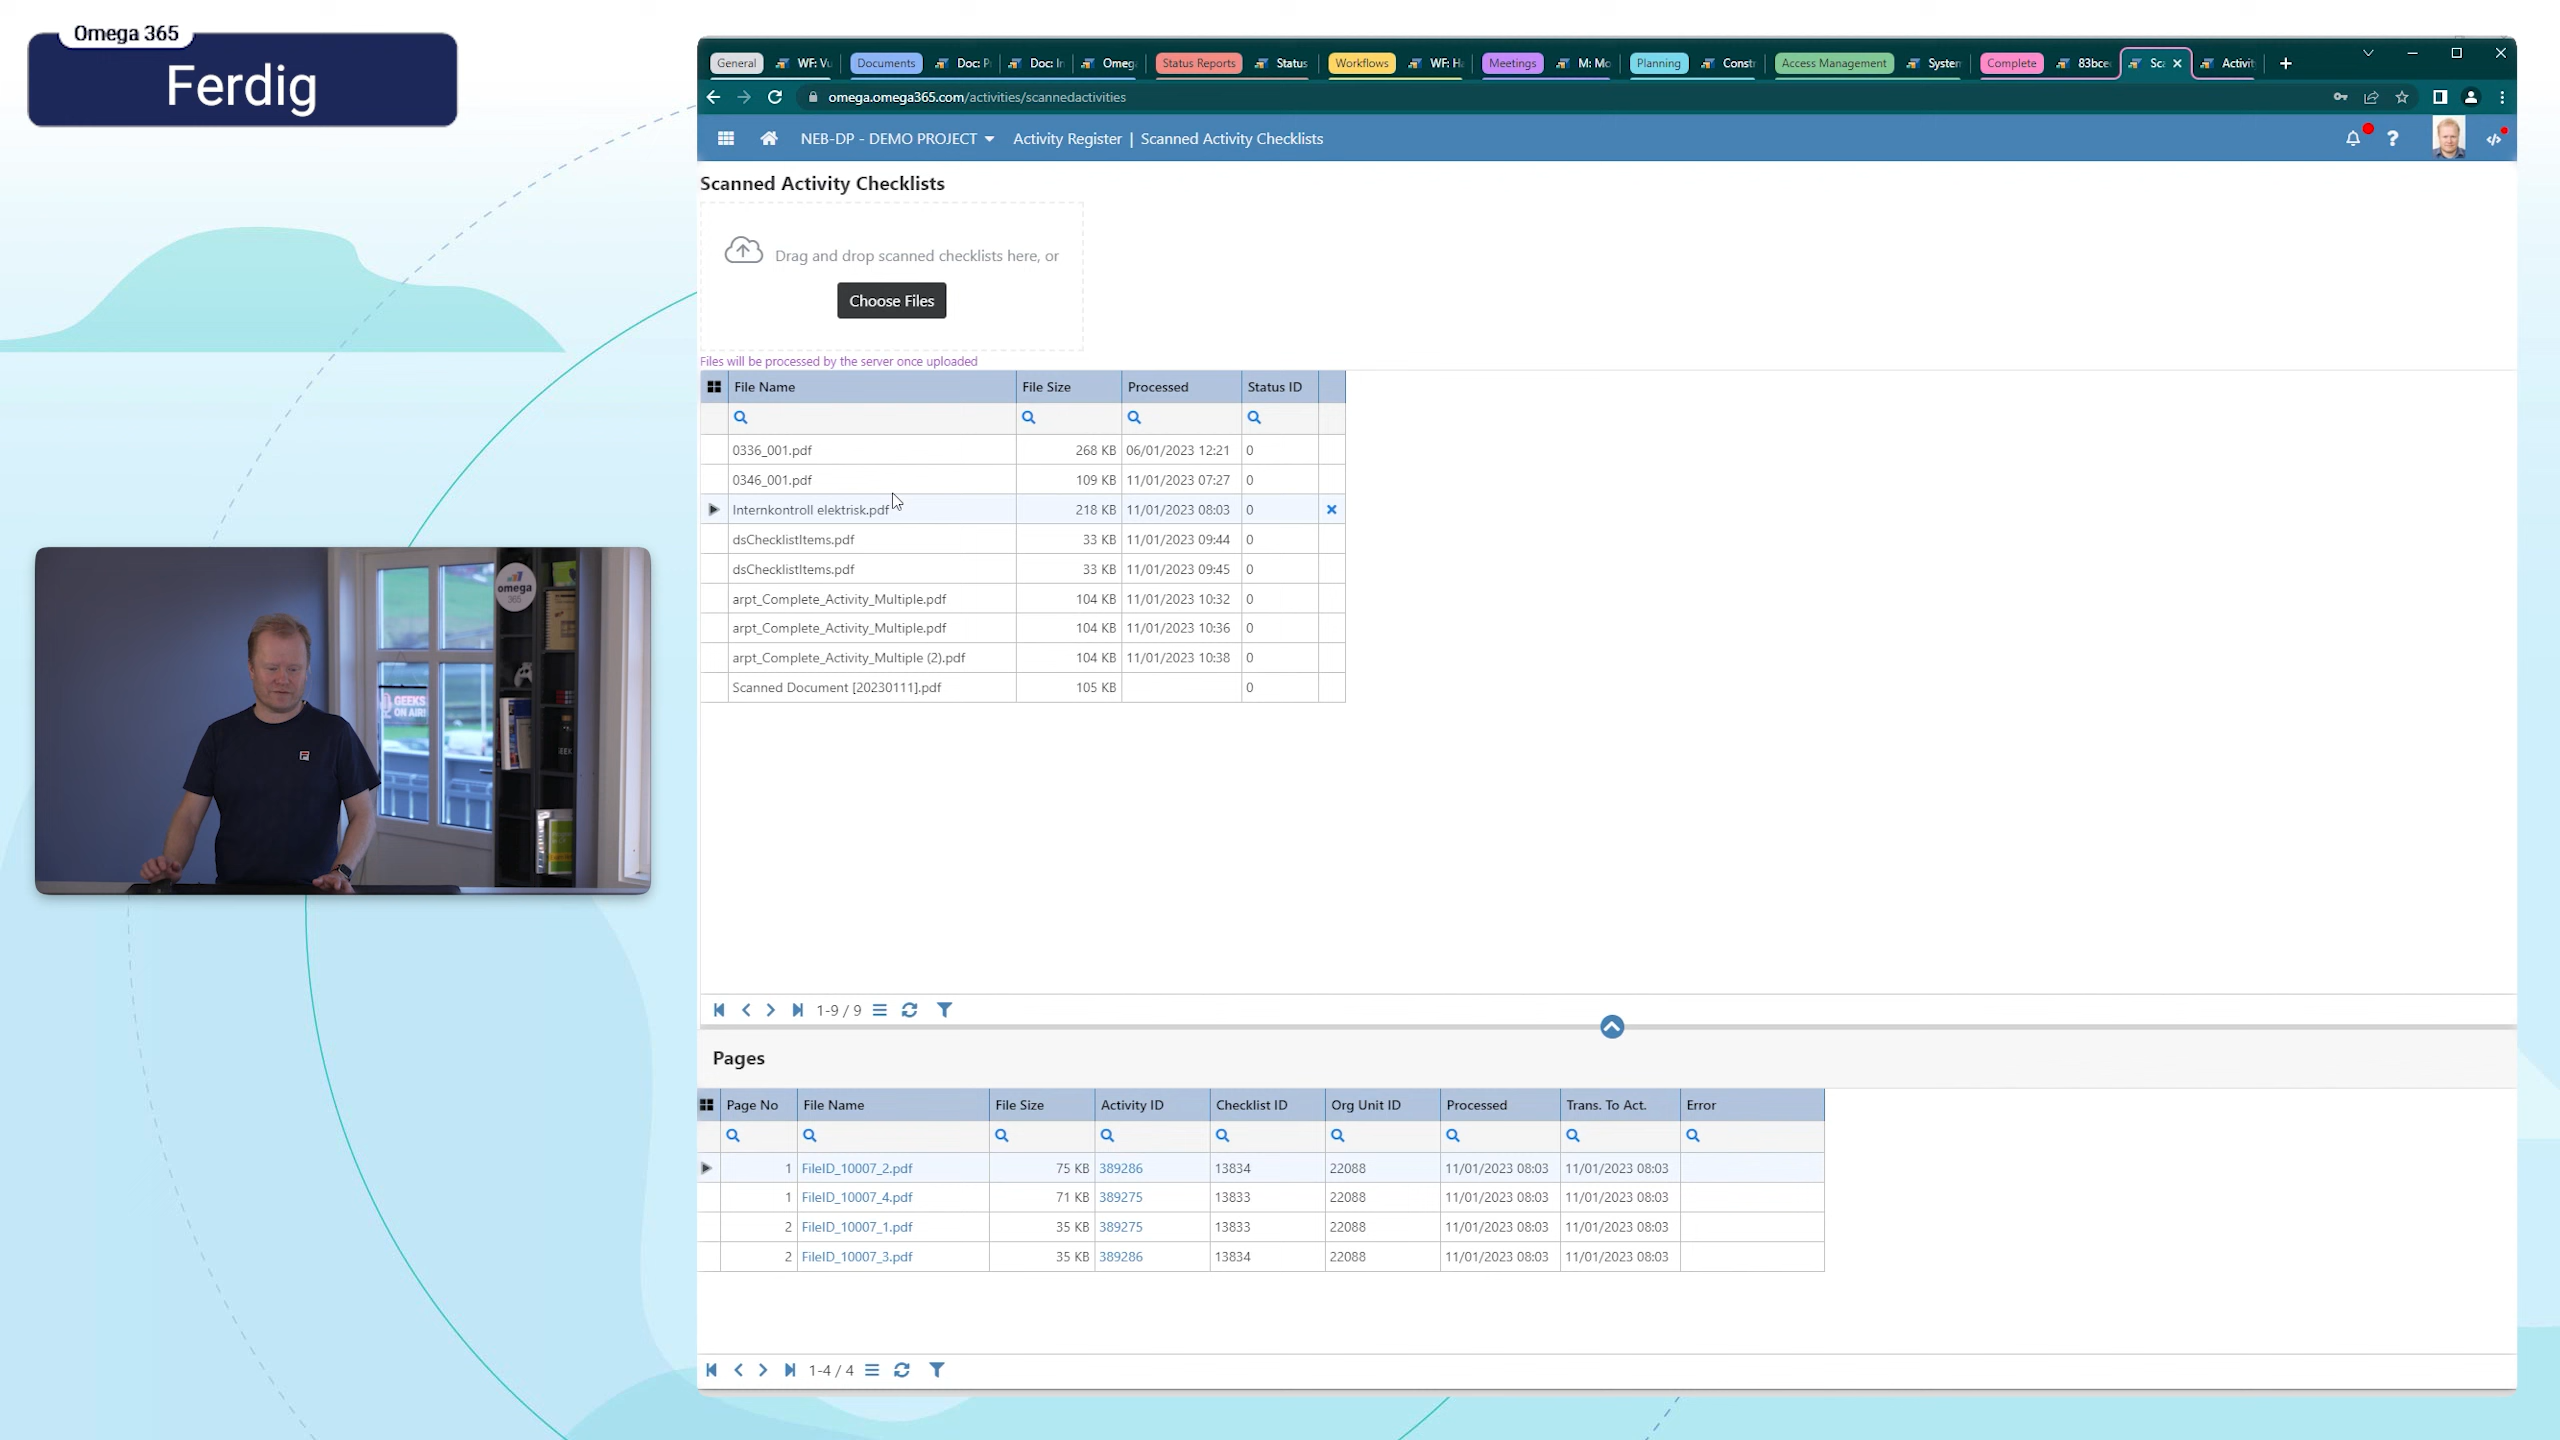 Omega 365
Ferdig
General WF: Vu Documents Doc: P Doc: In Omeg Status Reports Status Workflows WF: Ha Meetings M: Mo Planning Constr Access Management System Complete 83bce Sca Activit
omega.omega365.com/activities/scannedactivities
NEB-DP - DEMO PROJECT Activity Register | Scanned Activity Checklists
Scanned Activity Checklists
Drag and drop scanned checklists here, or
Choose Files
Files will be processed by the server once uploaded
File Name File Size Processed Status ID
0336_001.pdf 268 KB 06/01/2023 12:21 0
0346_001.pdf 109 KB 11/01/2023 07:27 0
Internkontroll elektrisk.pdf 218 KB 11/01/2023 08:03 0
dsChecklistItems.pdf 33 KB 11/01/2023 09:44 0
dsChecklistItems.pdf 33 KB 11/01/2023 09:45 0
arpt_Complete_Activity_Multiple.pdf 104 KB 11/01/2023 10:32 0
arpt_Complete_Activity_Multiple.pdf 104 KB 11/01/2023 10:36 0
arpt_Complete_Activity_Multiple (2).pdf 104 KB 11/01/2023 10:38 0
Scanned Document [20230111].pdf 105 KB 0
omega
365
GEEKS
ON AIR!
1-9 / 9
Pages
Page No File Name File Size Activity ID Checklist ID Org Unit ID Processed Trans. To Act. Error
1 FileID_10007_2.pdf 75 KB 389286 13834 22088 11/01/2023 08:03 11/01/2023 08:03
1 FileID_10007_4.pdf 71 KB 389275 13833 22088 11/01/2023 08:03 11/01/2023 08:03
2 FileID_10007_1.pdf 35 KB 389275 13833 22088 11/01/2023 08:03 11/01/2023 08:03
2 FileID_10007_3.pdf 35 KB 389286 13834 22088 11/01/2023 08:03 11/01/2023 08:03
1-4 / 4